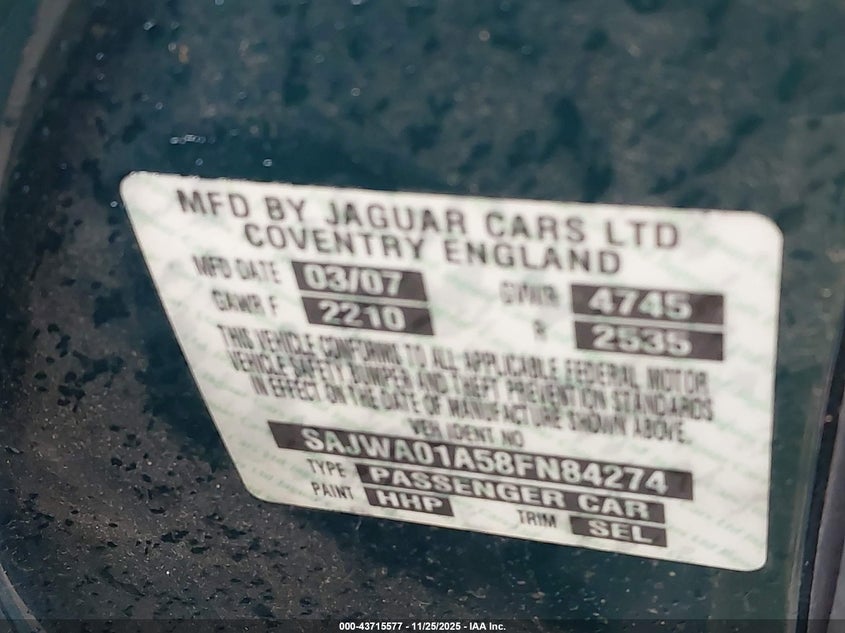 MFD BY JAGUAR CARS LTD
COVENTRY ENGLAND
MFD DATE 03/07 GVWR 4745
GAWR F 2210 R 2535
THIS VEHICLE CONFORMS TO ALL APPLICABLE FEDERAL MOTOR
VEHICLE SAFETY BUMPER AND THEFT PREVENTION STANDARDS
IN EFFECT ON THE DATE OF MANUFACTURE SHOWN ABOVE.
VEH IDENT. NO
SAJWA01A58FN84274
TYPE PASSENGER CAR
PAINT HHP TRIM SEL
000-43715577 - 11/25/2025 - IAA Inc.